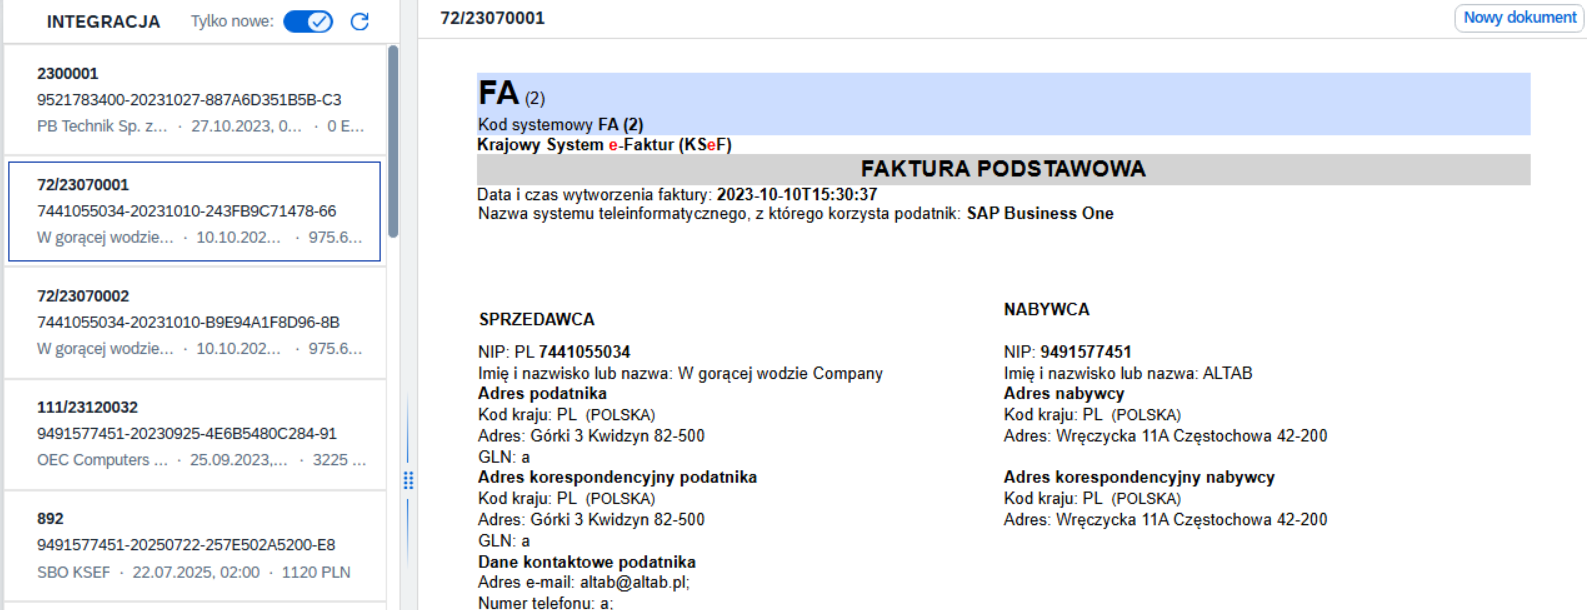 INTEGRACJA
Tylko nowe:
2300001
9521783400-20231027-887A6D351B5B-C3
PB Technik Sp. z... · 27.10.2023, 0... · 0 E...
72/23070001
7441055034-20231010-243FB9C71478-66
W gorącej wodzie... · 10.10.202... · 975.6...
72/23070002
7441055034-20231010-B9E94A1F8D96-8B
W gorącej wodzie... · 10.10.202... · 975.6...
111/23120032
9491577451-20230925-4E6B5480C284-91
OEC Computers ... · 25.09.2023,... · 3225 ...
892
9491577451-20250722-257E502A5200-E8
SBO KSEF · 22.07.2025, 02:00 · 1120 PLN
72/23070001
Nowy dokument
FA (2)
Kod systemowy FA (2)
Krajowy System e-Faktur (KSeF)
FAKTURA PODSTAWOWA
Data i czas wytworzenia faktury: 2023-10-10T15:30:37
Nazwa systemu teleinformatycznego, z którego korzysta podatnik: SAP Business One
SPRZEDAWCA
NIP: PL 7441055034
Imię i nazwisko lub nazwa: W gorącej wodzie Company
Adres podatnika
Kod kraju: PL (POLSKA)
Adres: Górki 3 Kwidzyn 82-500
GLN: a
Adres korespondencyjny podatnika
Kod kraju: PL (POLSKA)
Adres: Górki 3 Kwidzyn 82-500
GLN: a
Dane kontaktowe podatnika
Adres e-mail: altab@altab.pl;
Numer telefonu: a;
NABYWCA
NIP: 9491577451
Imię i nazwisko lub nazwa: ALTAB
Adres nabywcy
Kod kraju: PL (POLSKA)
Adres: Wręczycka 11A Częstochowa 42-200
Adres korespondencyjny nabywcy
Kod kraju: PL (POLSKA)
Adres: Wręczycka 11A Częstochowa 42-200